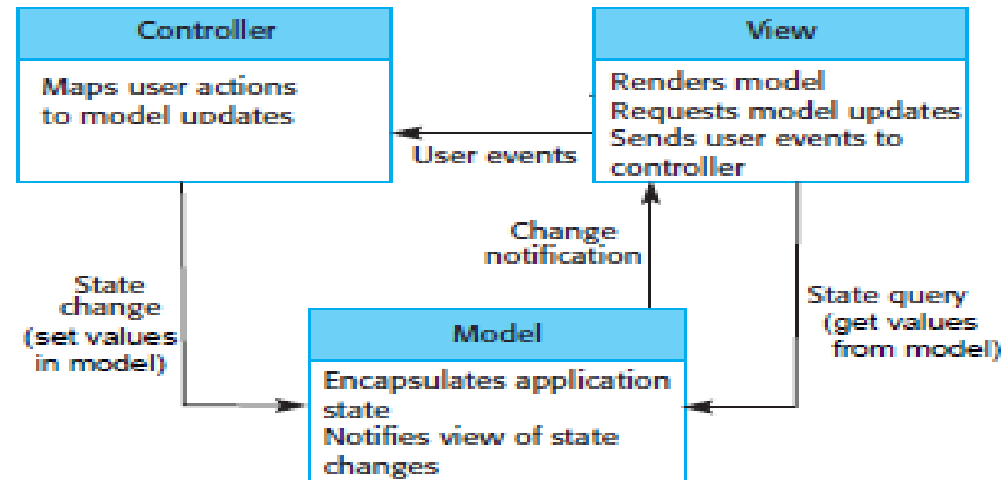 Controller
Maps user actions
to model updates
View
Renders model
Requests model updates
Sends user events to
controller
User events
Change
notification
State
change
(set values
in model)
State query
(get values
from model)
Model
Encapsulates application
state
Notifies view of state
changes